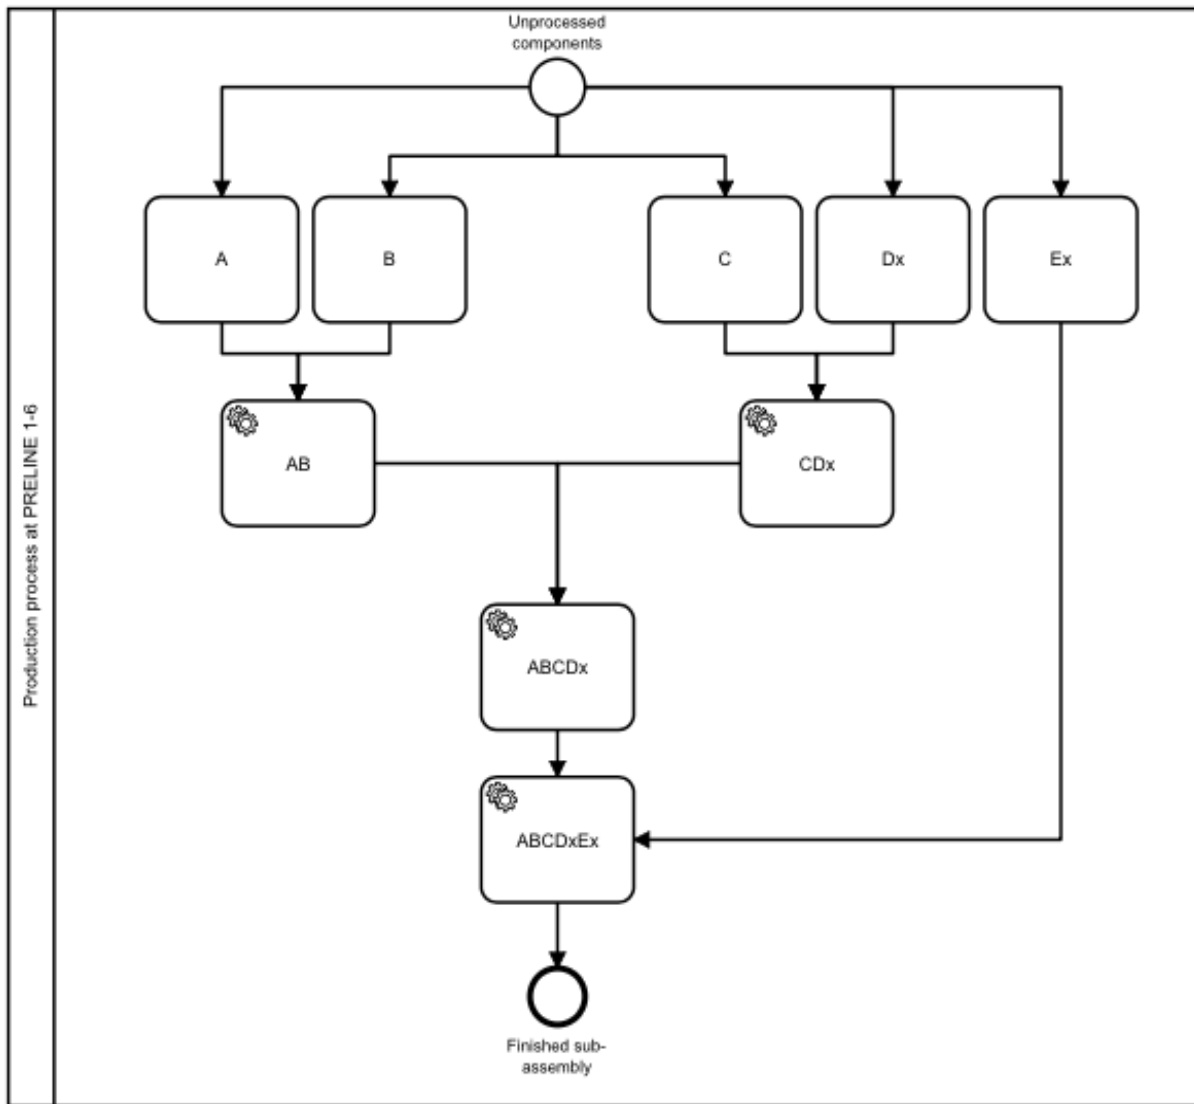 Unprocessed
components
A
B
C
Dx
Ex
Production process at PRELINE 1-6
AB
CDx
ABCDx
ABCDxEx
Finished sub-
assembly